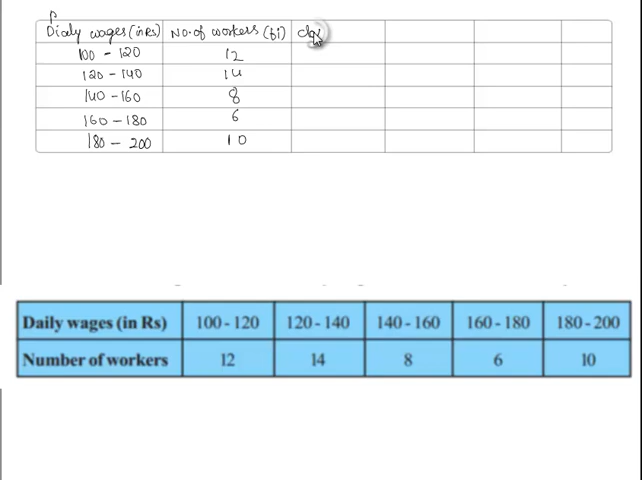 P
Dialy wages (in Rs) No. of workers (fi)
100 - 120 12
120 - 140 14
140 - 160 8
160 - 180 6
180 - 200 10
Daily wages (in Rs) 100 - 120 120 - 140 140 - 160 160 - 180 180 - 200
Number of workers 12 14 8 6 10